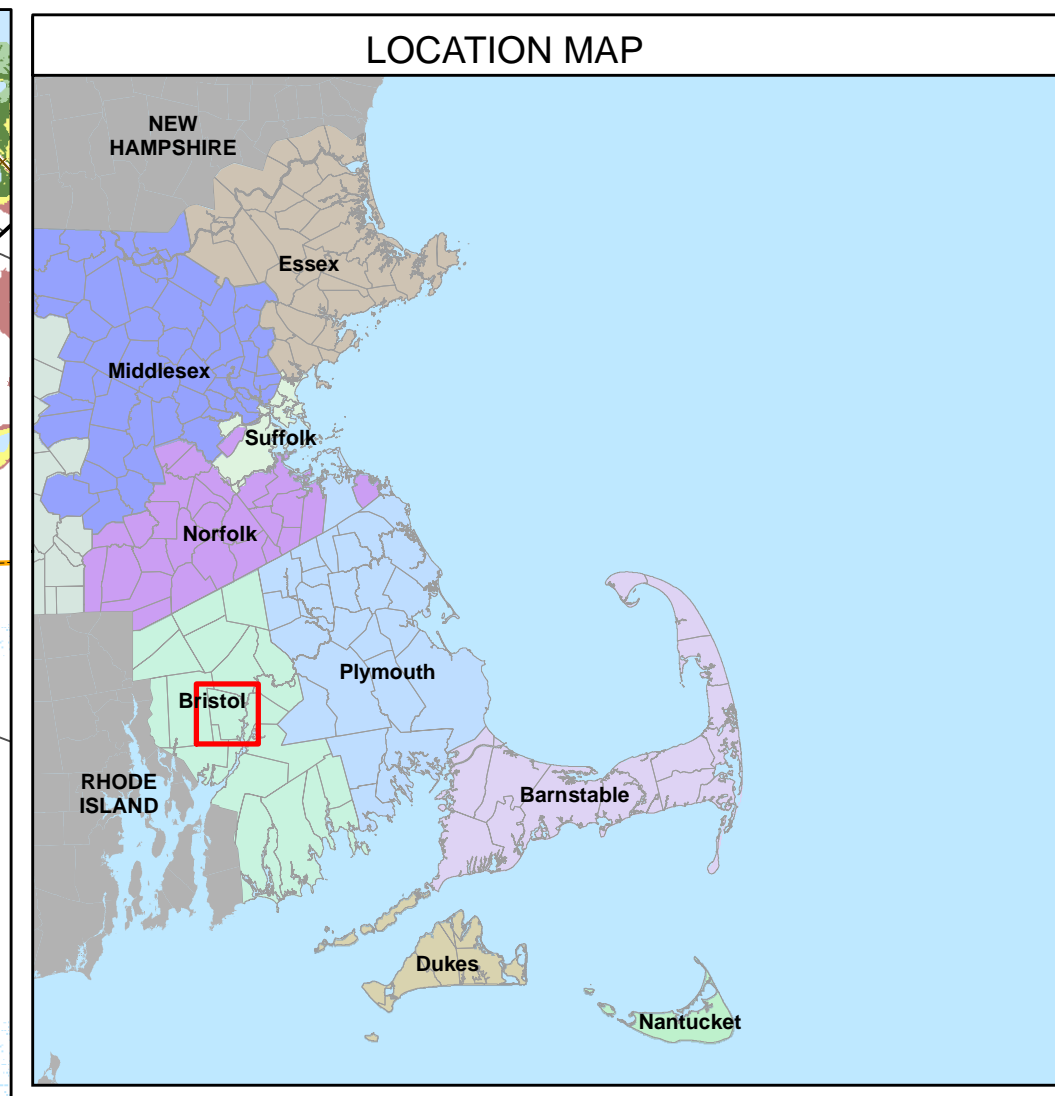 LOCATION MAP
NEW
HAMPSHIRE
Essex
Middlesex
Suffolk
Norfolk
Plymouth
Bristol
RHODE
ISLAND
Barnstable
Dukes
Nantucket